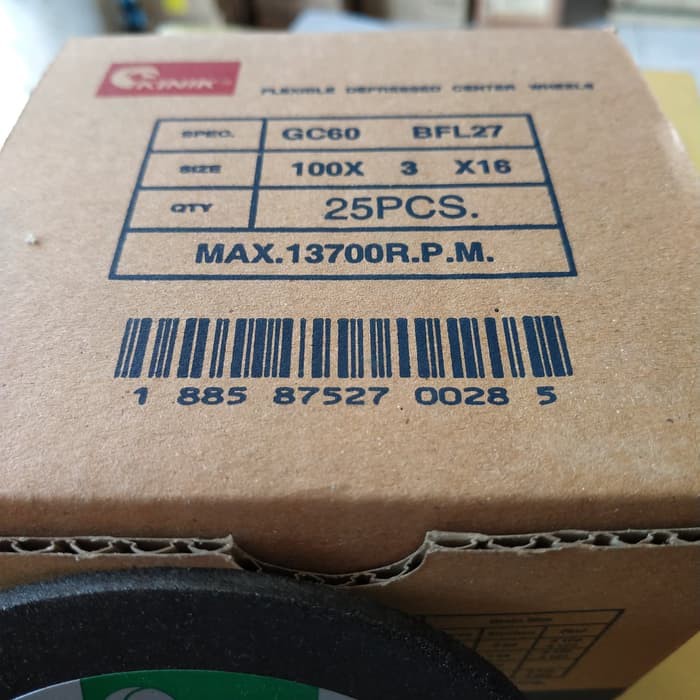 KINIK
FLEXIBLE DEPRESSED CENTER WHEELS
SPEC. GC60 BFL27
SIZE 100X 3 X16
QTY 25PCS.
MAX.13700R.P.M.
1 885 87527 0028 5